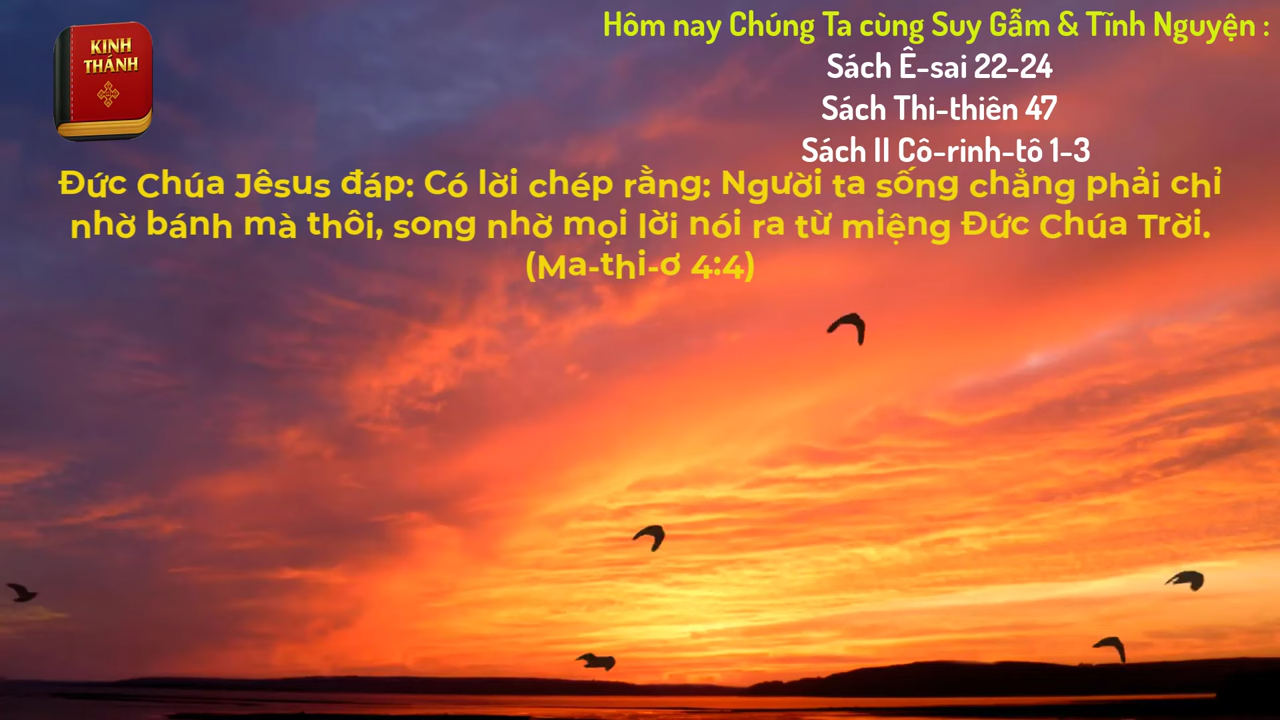 KINH
THÁNH
Hôm nay Chúng Ta cùng Suy Gẫm & Tĩnh Nguyện :
Sách Ê-sai 22-24
Sách Thi-thiên 47
Sách II Cô-rinh-tô 1-3
Đức Chúa Jêsus đáp: Có lời chép rằng: Người ta sống chẳng phải chỉ
nhờ bánh mà thôi, song nhờ mọi lời nói ra từ miệng Đức Chúa Trời.
(Ma-thi-ơ 4:4)